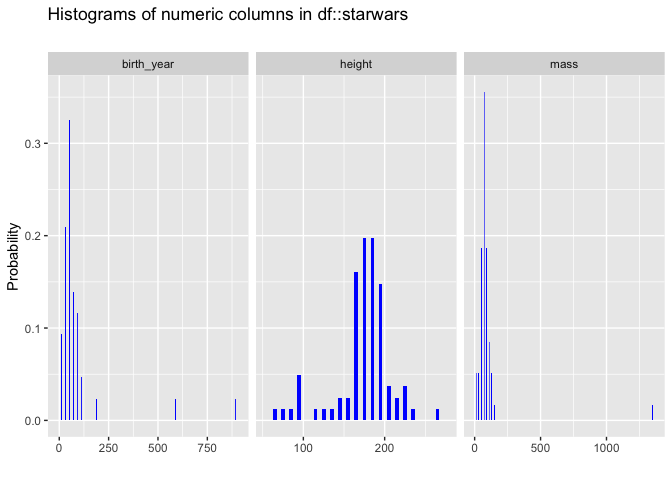 Histograms of numeric columns in df::starwars
birth_year height mass
Probability
0.3
0.2
0.1
0.0
0 250 500 750 100 200 0 500 1000